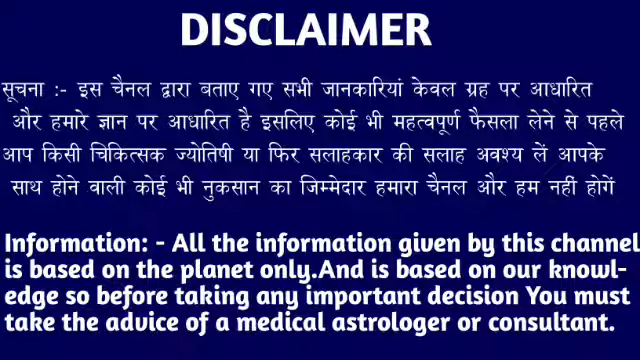 DISCLAIMER
सूचना :- इस चैनल द्वारा बताए गए सभी जानकारियां केवल ग्रह पर आधारित
और हमारे ज्ञान पर आधारित है इसलिए कोई भी महत्वपूर्ण फैसला लेने से पहले
आप किसी चिकित्सक ज्योतिषी या फिर सलाहकार की सलाह अवश्य लें आपके
साथ होने वाली कोई भी नुकसान का जिम्मेदार हमारा चैनल और हम नहीं होगें
Information: - All the information given by this channel
is based on the planet only.And is based on our knowl-
edge so before taking any important decision You must
take the advice of a medical astrologer or consultant.